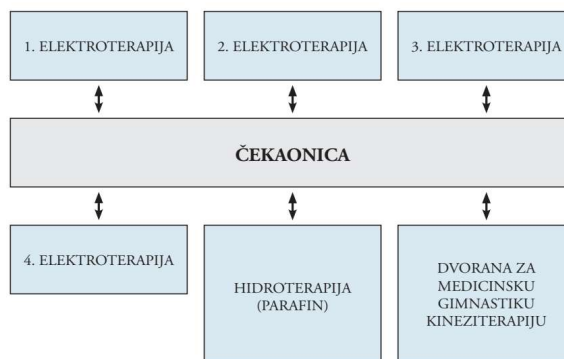 1. ELEKTROTERAPIJA
2. ELEKTROTERAPIJA
3. ELEKTROTERAPIJA
ČEKAONICA
4. ELEKTROTERAPIJA
HIDROTERAPIJA
(PARAFIN)
DVORANA ZA
MEDICINSKU
GIMNASTIKU
KINEZITERAPIJU